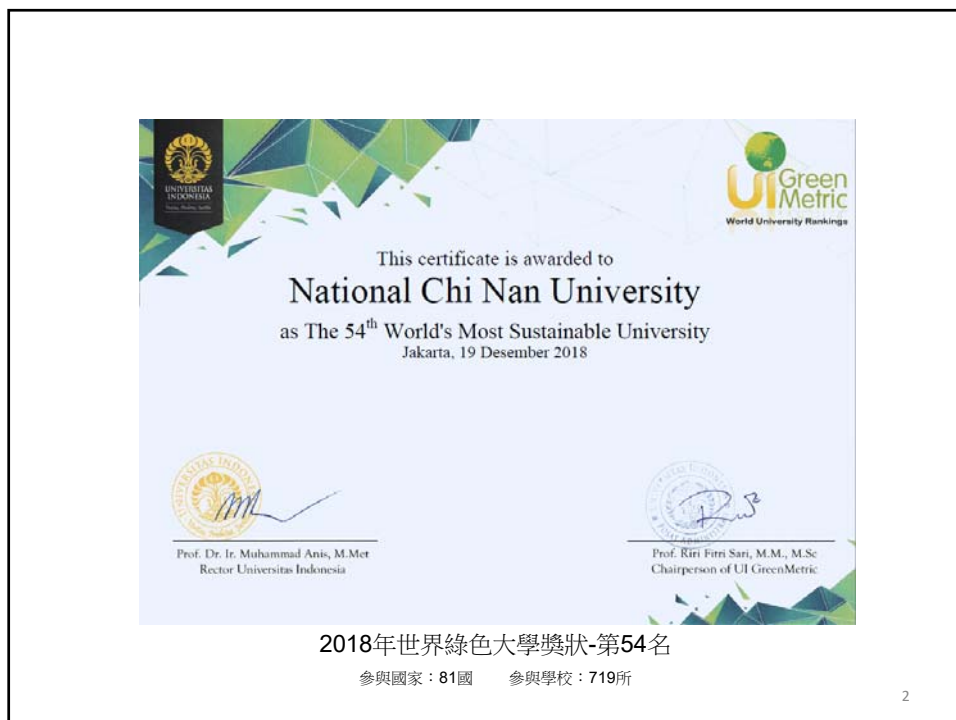 UNIVERSITAS
INDONESIA
UI Green
Metric
World University Rankings
This certificate is awarded to
National Chi Nan University
as The 54th World's Most Sustainable University
Jakarta, 19 Desember 2018
Prof. Dr. Ir. Muhammad Anis, M.Met
Rector Universitas Indonesia
Prof. Riri Fitri Sari, M.M., M.Sc
Chairperson of UI GreenMetric
2018年世界綠色大學獎狀-第54名
參與國家:81國 參與學校:719所
2